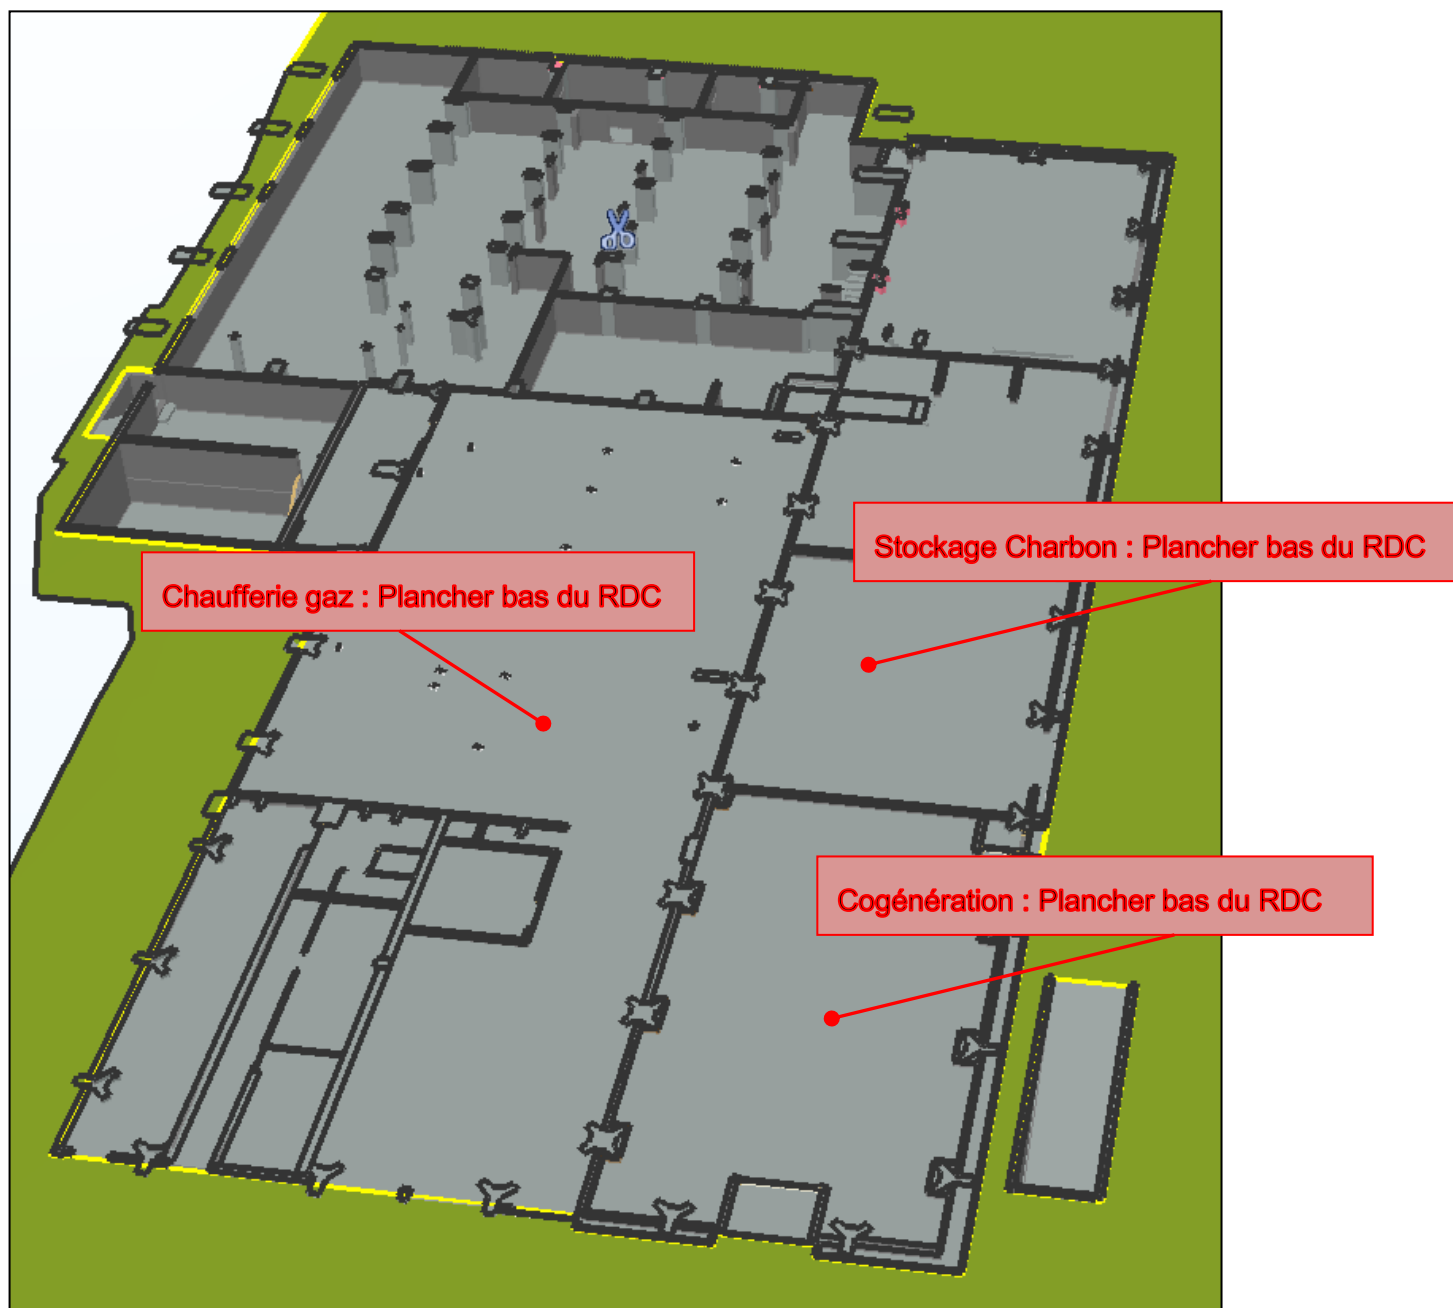 Stockage Charbon : Plancher bas du RDC
Chaufferie gaz : Plancher bas du RDC
Cogénération : Plancher bas du RDC